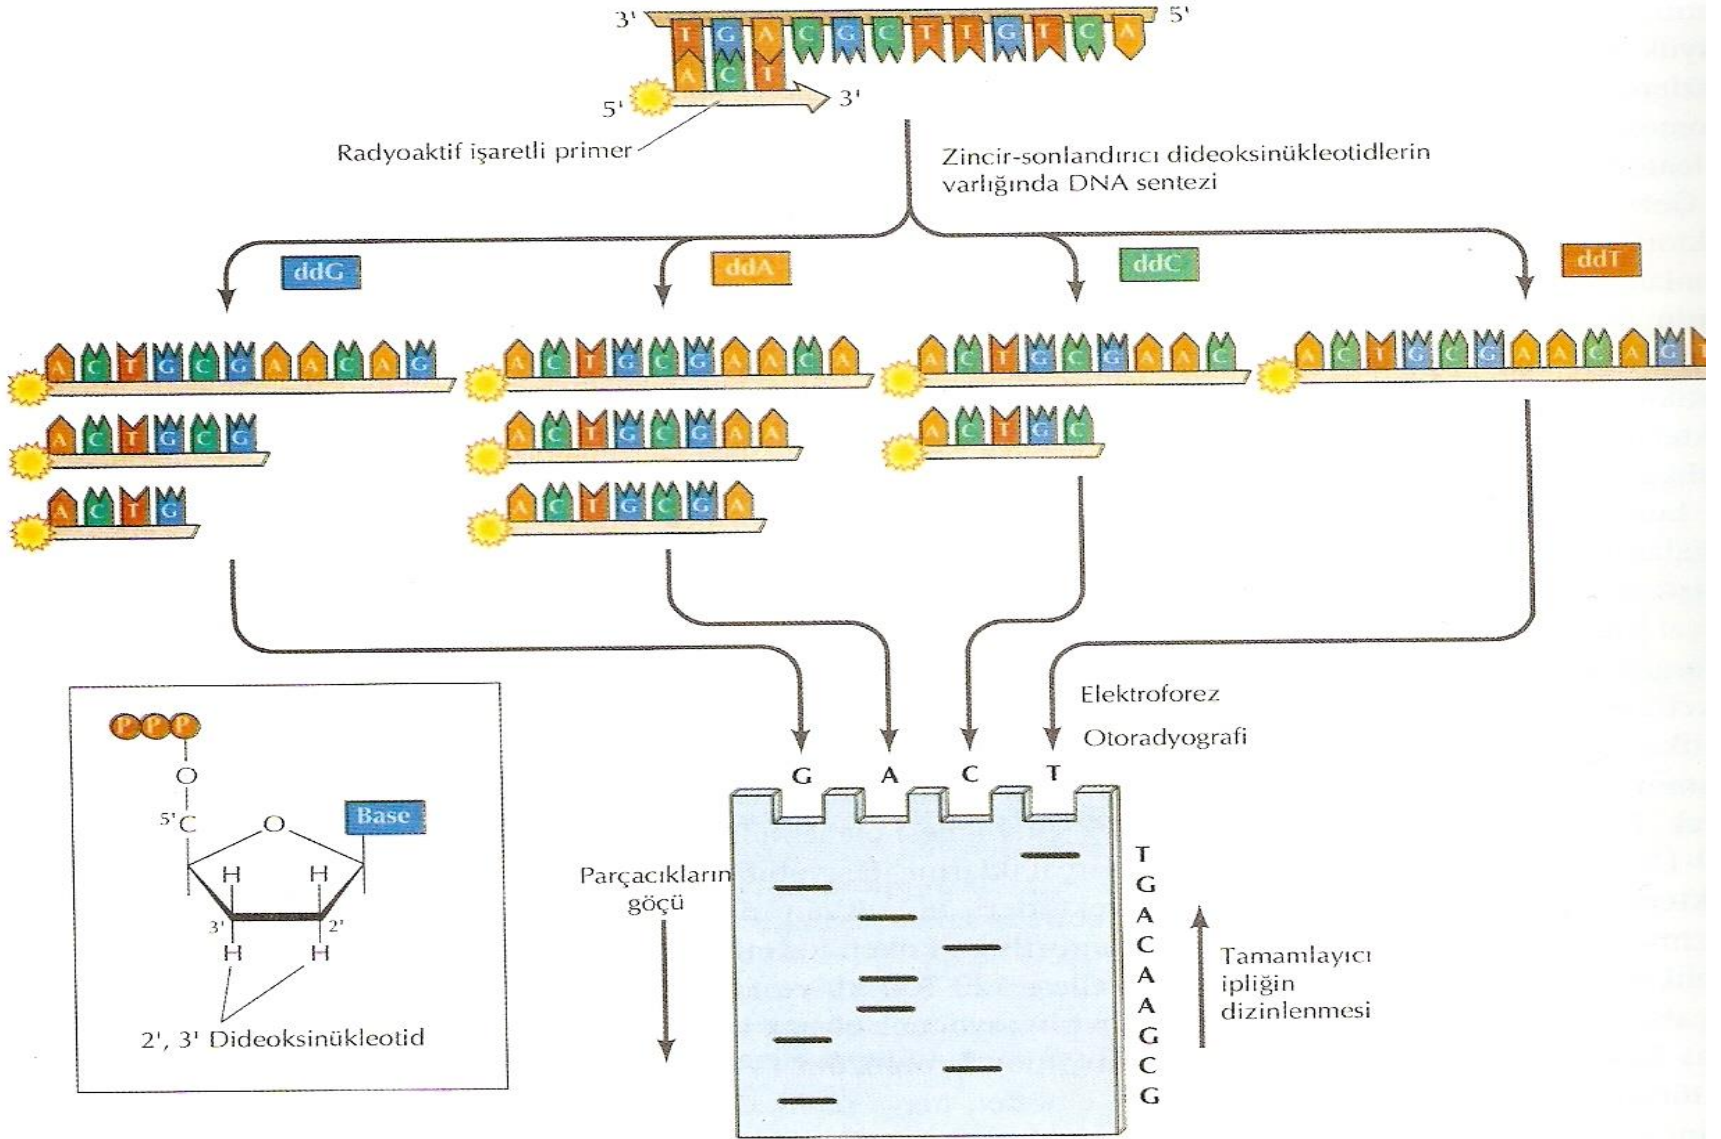 3' 5'
T G A C G C T T G T C A
A C T
5' 3'
Radyoaktif işaretli primer
Zincir-sonlandırıcı dideoksinükleotidlerin
varlığında DNA sentezi
ddG ddA ddC ddT
A C T G C G A A C A G
A C T G C G
A C T G
A C T G C G A A C A
A C T G C G A A
A C T G C G A
A C T G C G A A C
A C T G C
A C T G C G A A C A G T
Elektroforez
Otoradyografi
G A C T
Parçacıkların
göçü
T
G
A
C
A
A
G
C
G
Tamamlayıcı
ipliğin
dizinlenmesi
P P P
O
5'C
O
Base
H H
3' 2'
H H
2', 3' Dideoksinükleotid